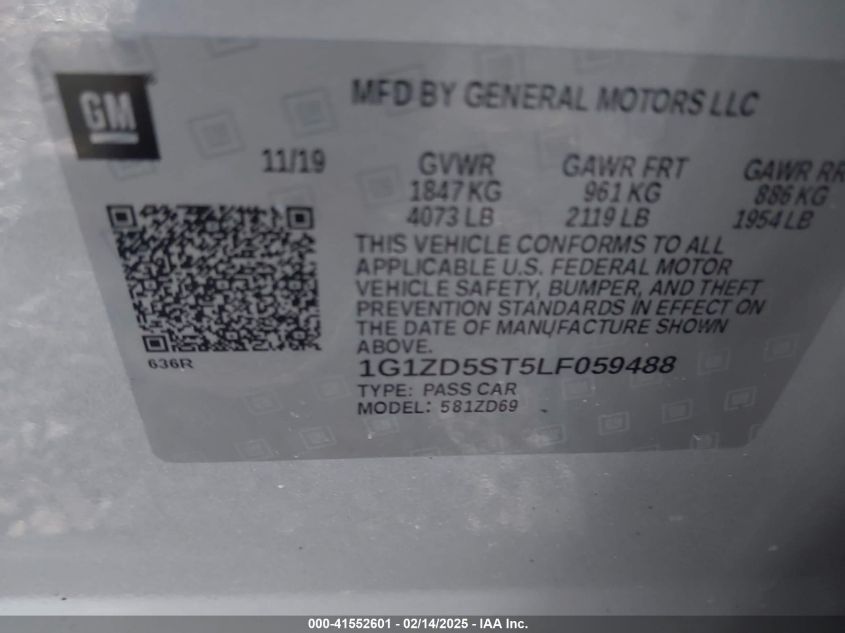 GM
MFD BY GENERAL MOTORS LLC
11/19 GVWR GAWR FRT GAWR RR
1847 KG 961 KG 886 KG
4073 LB 2119 LB 1954 LB
THIS VEHICLE CONFORMS TO ALL
APPLICABLE U.S. FEDERAL MOTOR
VEHICLE SAFETY, BUMPER, AND THEFT
PREVENTION STANDARDS IN EFFECT ON
THE DATE OF MANUFACTURE SHOWN
ABOVE.
636R
1G1ZD5ST5LF059488
TYPE: PASS CAR
MODEL: 581ZD69
000-41552601 - 02/14/2025 - IAA Inc.